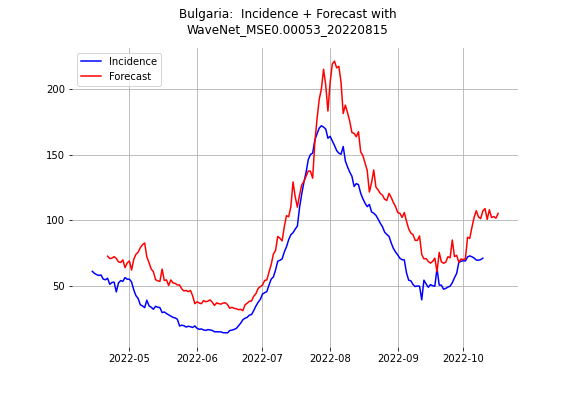 Bulgaria:  Incidence + Forecast with
WaveNet_MSE0.00053_20220815
Incidence
Forecast
200
150
100
50
2022-05
2022-06
2022-07
2022-08
2022-09
2022-10